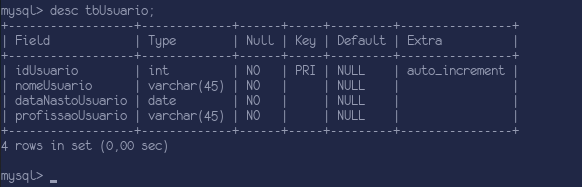 mysql> desc tbUsuario;
+------------------+-------------+------+-----+---------+----------------+
| Field            | Type        | Null | Key | Default | Extra          |
+------------------+-------------+------+-----+---------+----------------+
| idUsuario        | int         | NO   | PRI | NULL    | auto_increment |
| nomeUsuario      | varchar(45) | NO   |     | NULL    |                |
| dataNastoUsuario | date        | NO   |     | NULL    |                |
| profissaoUsuario | varchar(45) | NO   |     | NULL    |                |
+------------------+-------------+------+-----+---------+----------------+
4 rows in set (0,00 sec)
mysql> _